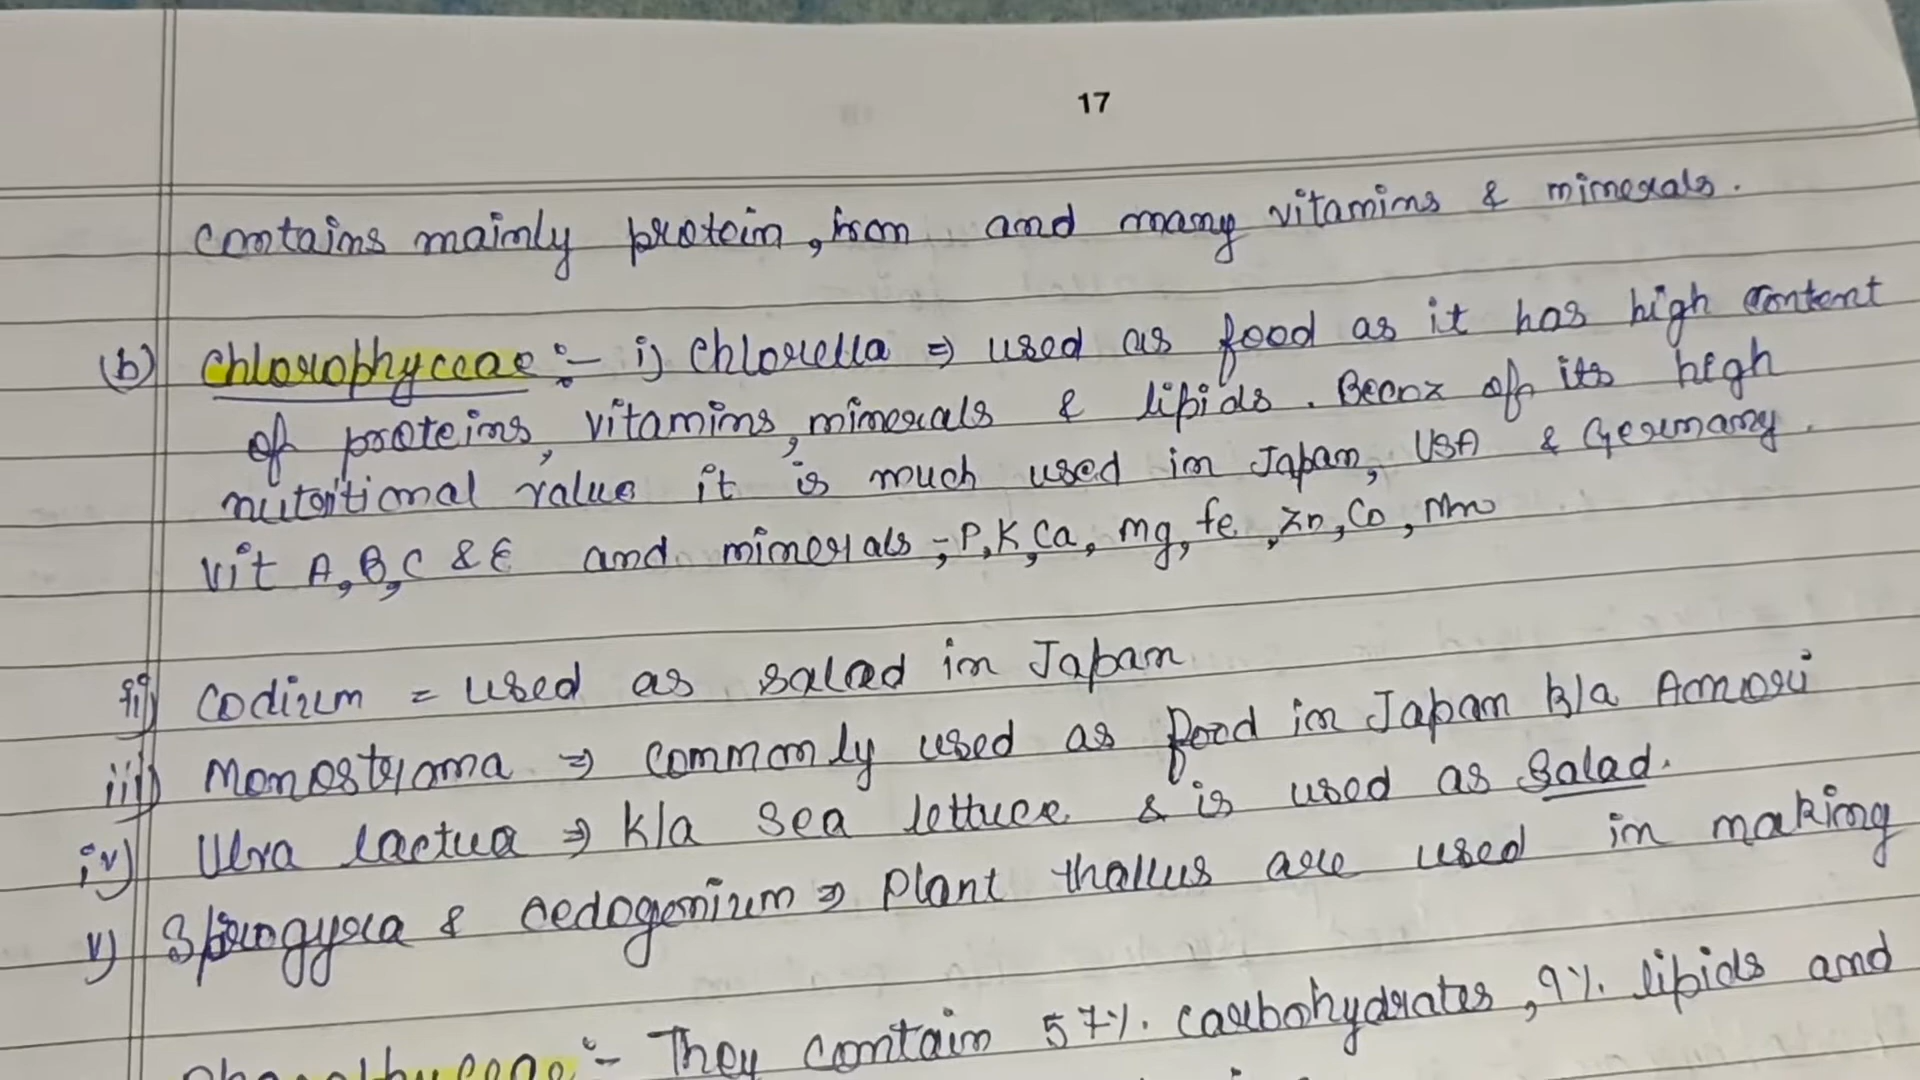 17
contains mainly protein, iron and many vitamins & minerals.
(b) Chlorophyceae :- i) Chlorella ⇒ used as food as it has high content
of proteins, vitamins, minerals & lipids. Becoz of its high
nutritional value it is much used in Japan, USA & Germany.
vit A, B, C & E and minerals ;- P, K, Ca, Mg, fe, Zn, Co, Mn
ii) Codium = used as salad in Japan
iii) Monostroma ⇒ commonly used as food in Japan k/a Amori
iv) Ulva lactua ⇒ k/a Sea lettuce & is used as Salad.
v) Spirogyra & Oedogonium ⇒ Plant thallus are used in making
:- They contain 57%. carbohydrates, 9%. lipids and